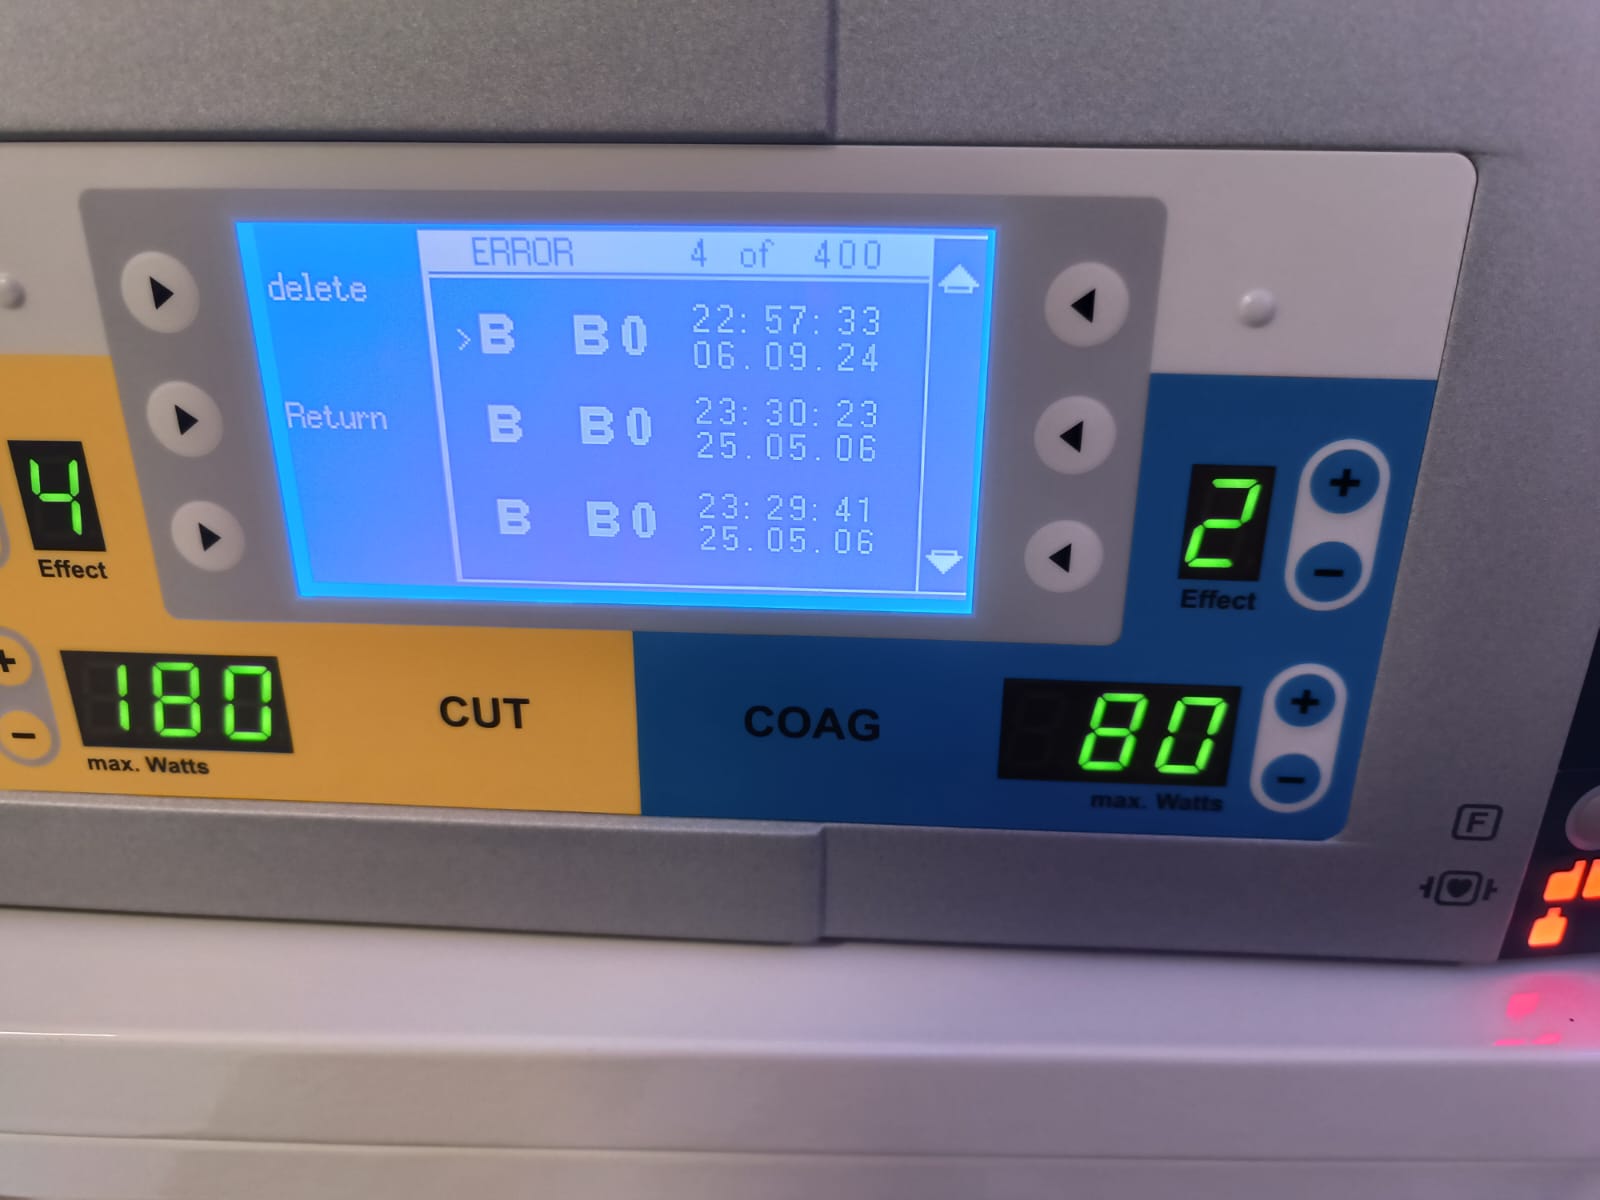 ERROR 4 of 400
delete
>B B0 22:57:33
06.09.24
Return
B B0 23:30:23
25.05.06
B B0 23:29:41
25.05.06
4
Effect
2
Effect
+
-
180
max. Watts
+
-
CUT
COAG
80
max. Watts
+
-
F